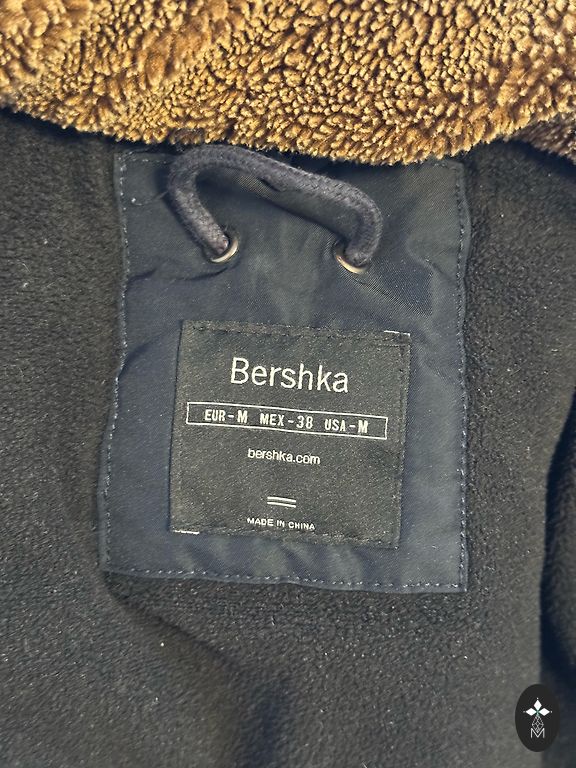 Bershka
EUR-M MEX-38 USA-M
bershka.com
MADE IN CHINA
M